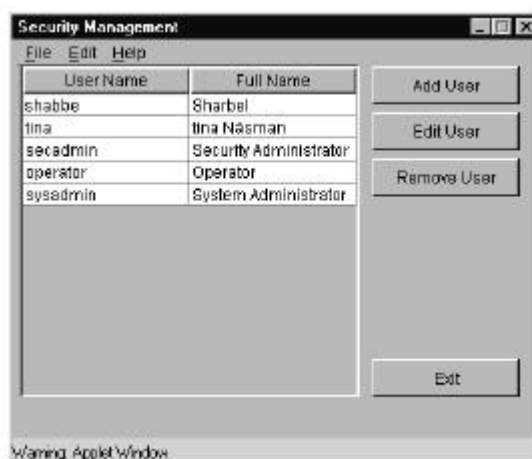 Security Management
File Edit Help
User Name Full Name
shabbe Sharbel
tina tina Näsman
secadmin Security Administrator
operator Operator
sysadmin System Administrator
Add User
Edit User
Remove User
Exit
Warning: Applet Window